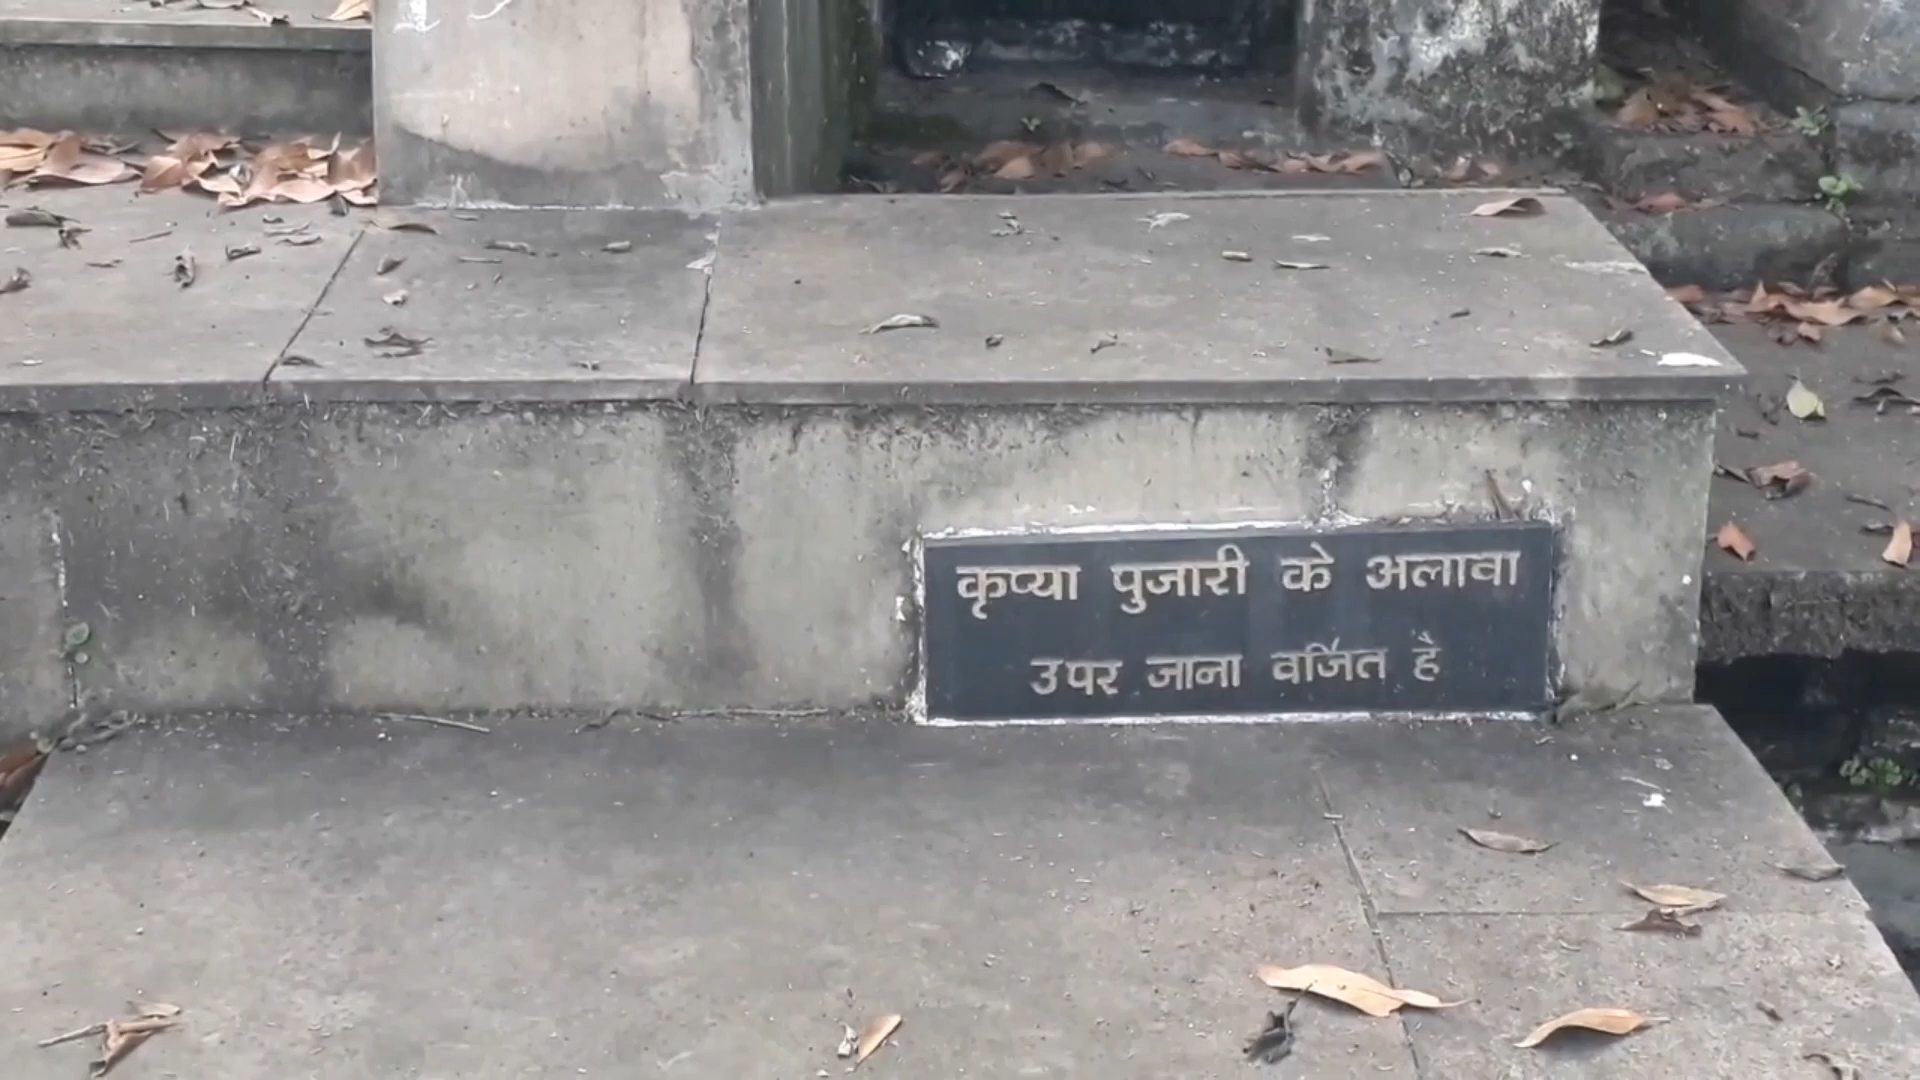 कृप्या पुजारी के अलावा
उपर जाना वर्जित है